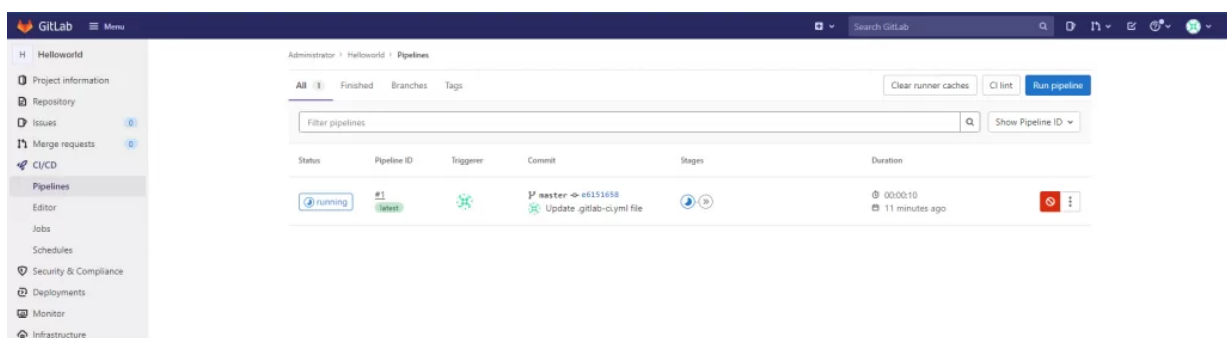 GitLab Menu Search GitLab
H Helloworld
Project information
Repository
Issues 0
Merge requests 0
CI/CD
Pipelines
Editor
Jobs
Schedules
Security & Compliance
Deployments
Monitor
Infrastructure
Administrator > Helloworld > Pipelines
All 1 Finished Branches Tags Clear runner caches CI lint Run pipeline
Filter pipelines Show Pipeline ID
Status Pipeline ID Triggerer Commit Stages Duration
running #1 master e6151658 00:00:10
latest Update .gitlab-ci.yml file 11 minutes ago